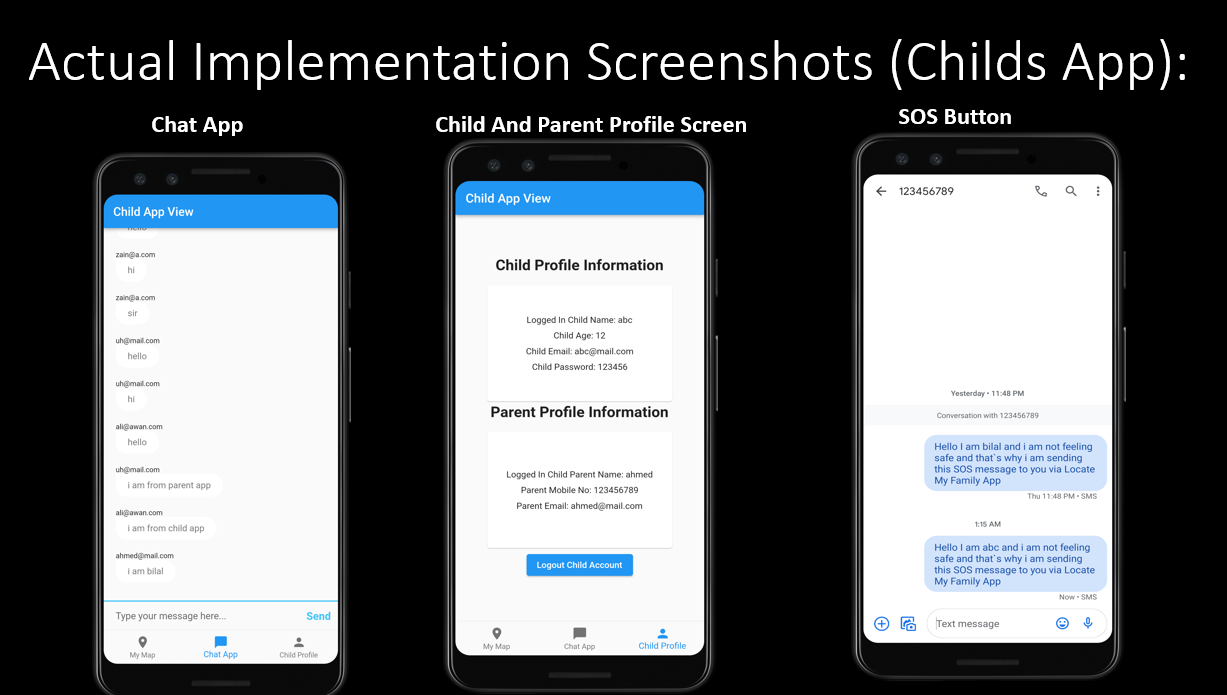 Actual Implementation Screenshots (Childs App):
Chat App
Child App View
hello
zain@a.com
hi
zain@a.com
sir
uh@mail.com
hello
uh@mail.com
hi
ali@awan.com
hello
uh@mail.com
i am from parent app
ali@awan.com
i am from child app
ahmed@mail.com
i am bilal
Type your message here...
Send
My Map
Chat App
Child Profile
Child And Parent Profile Screen
Child App View
Child Profile Information
Logged In Child Name: abc
Child Age: 12
Child Email: abc@mail.com
Child Password: 123456
Parent Profile Information
Logged In Child Parent Name: ahmed
Parent Mobile No: 123456789
Parent Email: ahmed@mail.com
Logout Child Account
My Map
Chat App
Child Profile
SOS Button
123456789
Yesterday • 11:48 PM
Conversation with 123456789
Hello I am bilal and i am not feeling
safe and that`s why i am sending
this SOS message to you via Locate
My Family App
Thu 11:48 PM • SMS
1:15 AM
Hello I am abc and i am not feeling
safe and that`s why i am sending
this SOS message to you via Locate
My Family App
Now • SMS
Text message